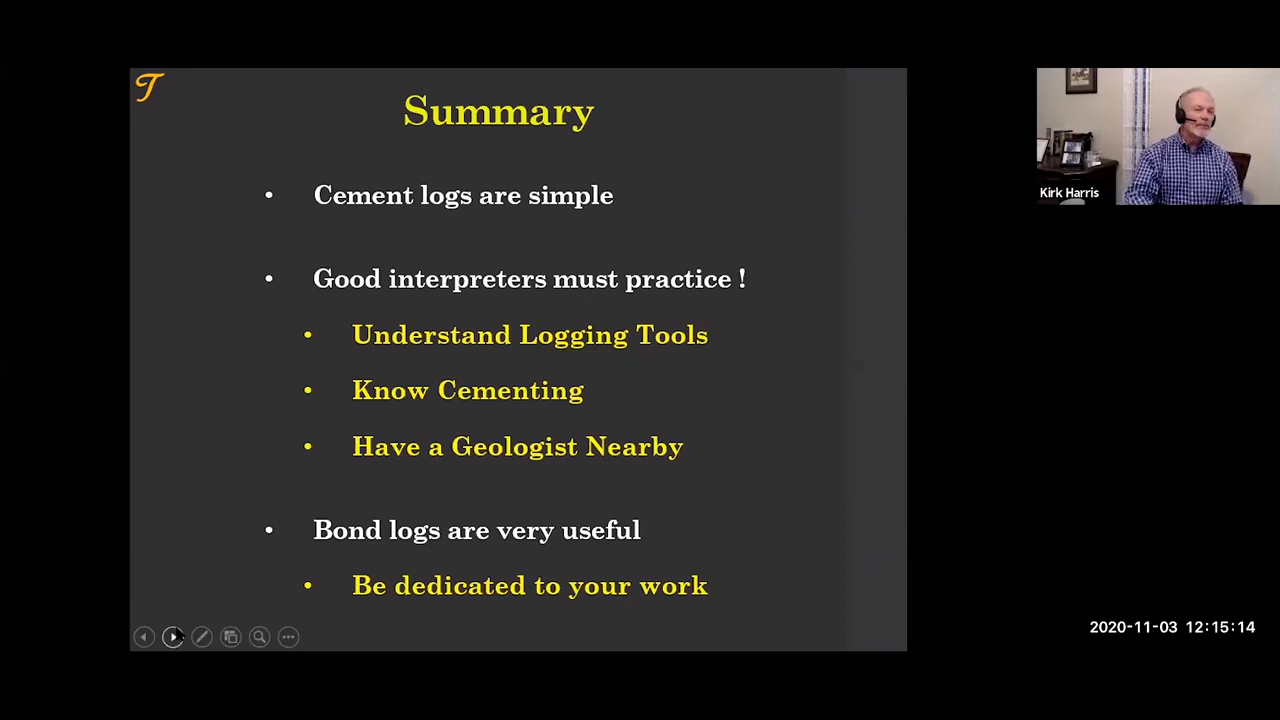 T
Summary
• Cement logs are simple
• Good interpreters must practice !
• Understand Logging Tools
• Know Cementing
• Have a Geologist Nearby
• Bond logs are very useful
• Be dedicated to your work
Kirk Harris
2020-11-03 12:15:14